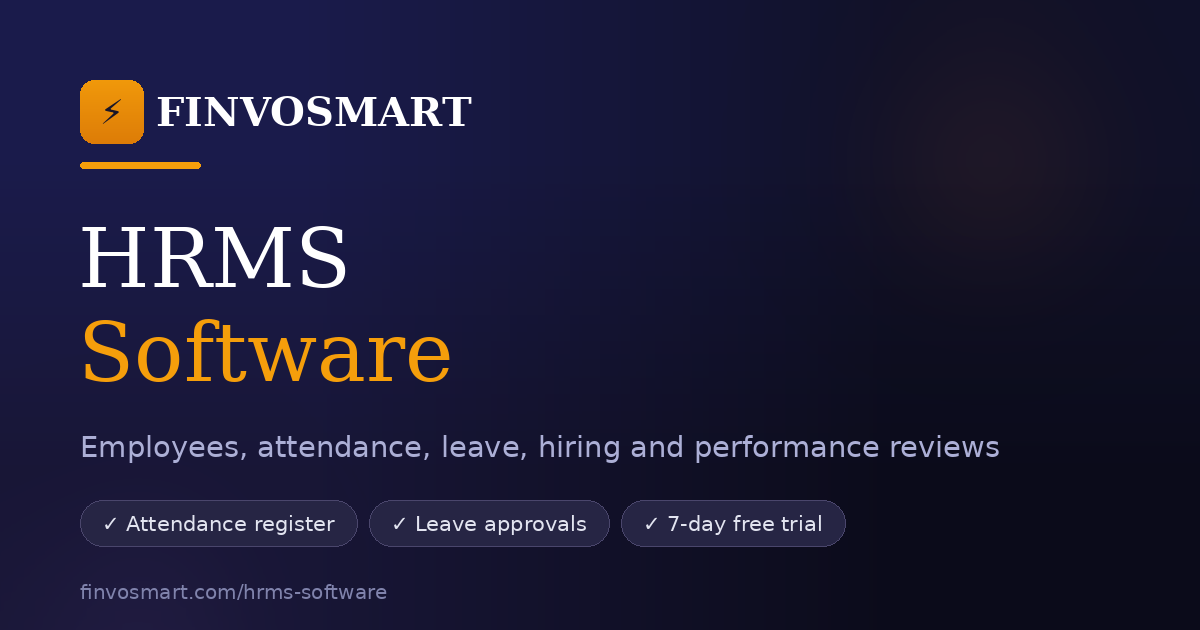 ⚡ FINVOSMART
HRMS
Software
Employees, attendance, leave, hiring and performance reviews
✓ Attendance register ✓ Leave approvals ✓ 7-day free trial
finvosmart.com/hrms-software